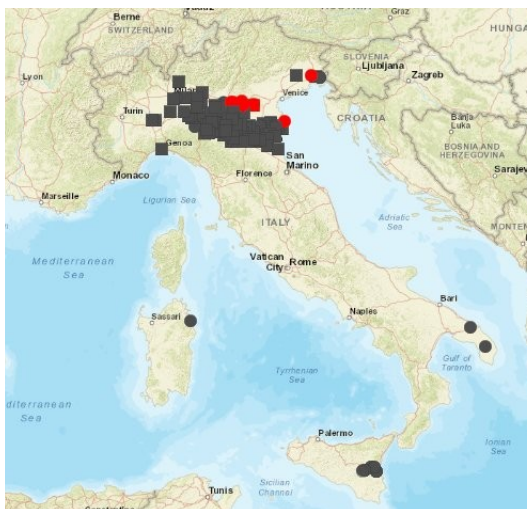 Graz
Berne
SWITZERLAND
HUNGA
SLOVENIA
Ljubljana
Lyon
Zagreb
Venice
Turin
CROATIA
Banja
Luka
BOSNIA AND
HERZEGOVINA
Genoa
San
Marino
Sarajev
Monaco
Florence
Marseille
Ligurian Sea
MONTEN
ITALY
Adriatic
Sea
Vatican
City
Rome
Mediterranean
Sea
Bari
Sassari
Naples
Gulf of
Taranto
Tyrrhenian
Sea
diterranean
Sea
Ionian
Sea
Palermo
Sicilian
Channel
Tunis
Constantine